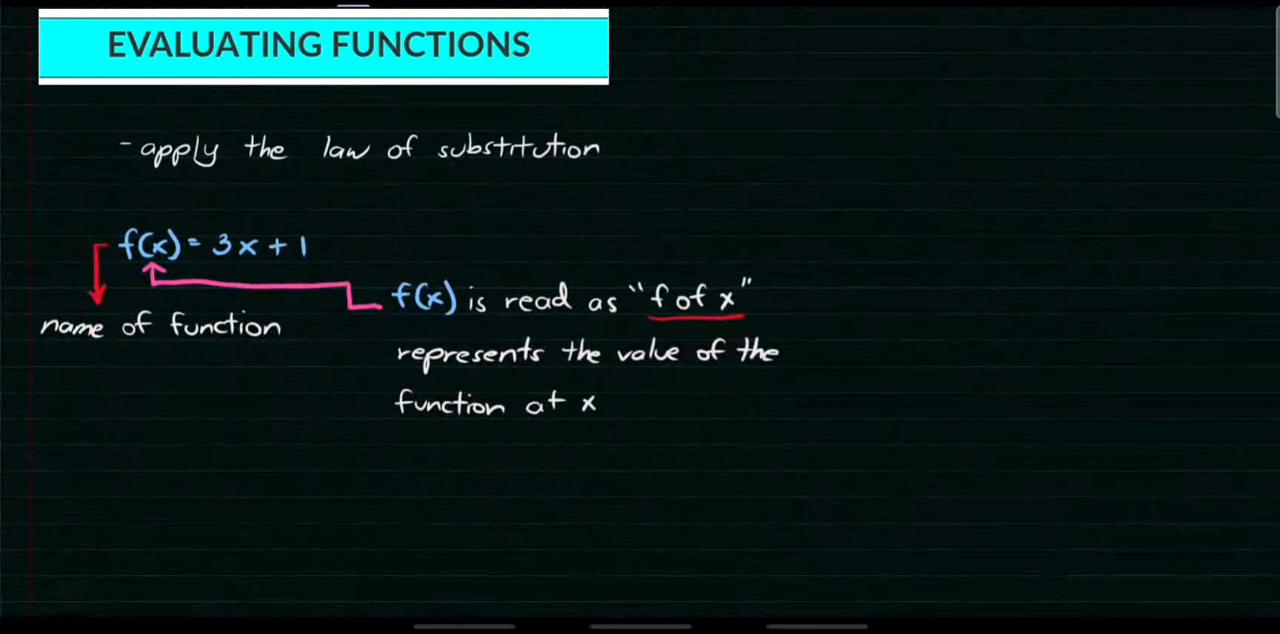 EVALUATING FUNCTIONS
- apply the law of substitution
f(x) = 3x + 1
name of function
f(x) is read as "f of x"
represents the value of the
function at x